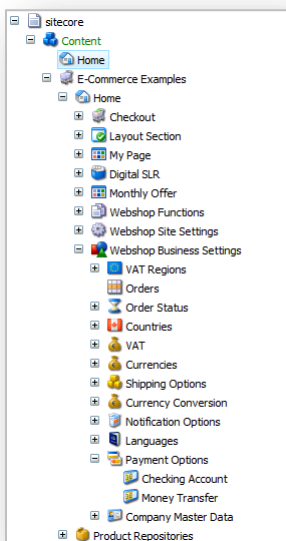 sitecore
Content
Home
E-Commerce Examples
Home
Checkout
Layout Section
My Page
Digital SLR
Monthly Offer
Webshop Functions
Webshop Site Settings
Webshop Business Settings
VAT Regions
Orders
Order Status
Countries
VAT
Currencies
Shipping Options
Currency Conversion
Notification Options
Languages
Payment Options
Checking Account
Money Transfer
Company Master Data
Product Repositories